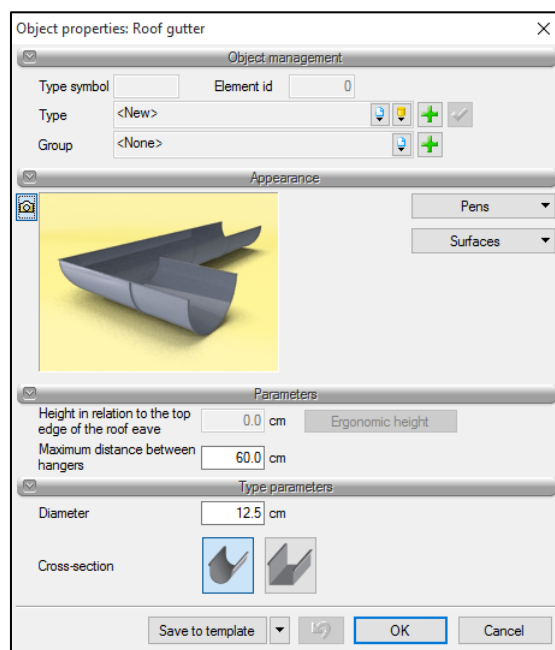 Object properties: Roof gutter
Object management
Type symbol Element id 0
Type <New>
Group <None>
Appearance
Pens
Surfaces
Parameters
Height in relation to the top
edge of the roof eave 0.0 cm Ergonomic height
Maximum distance between
hangers 60.0 cm
Type parameters
Diameter 12.5 cm
Cross-section
Save to template OK Cancel